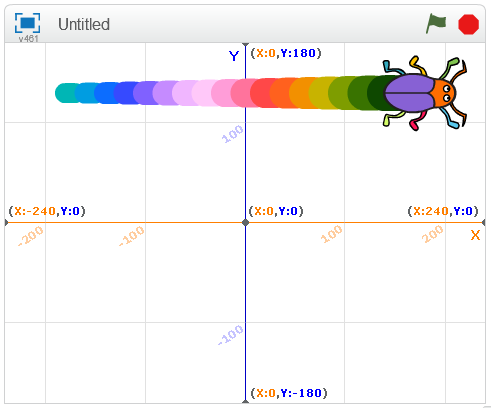 Untitled
v461
Y
(X:0,Y:180)
100
(X:-240,Y:0)
(X:0,Y:0)
(X:240,Y:0)
-200
-100
100
200
X
-100
(X:0,Y:-180)